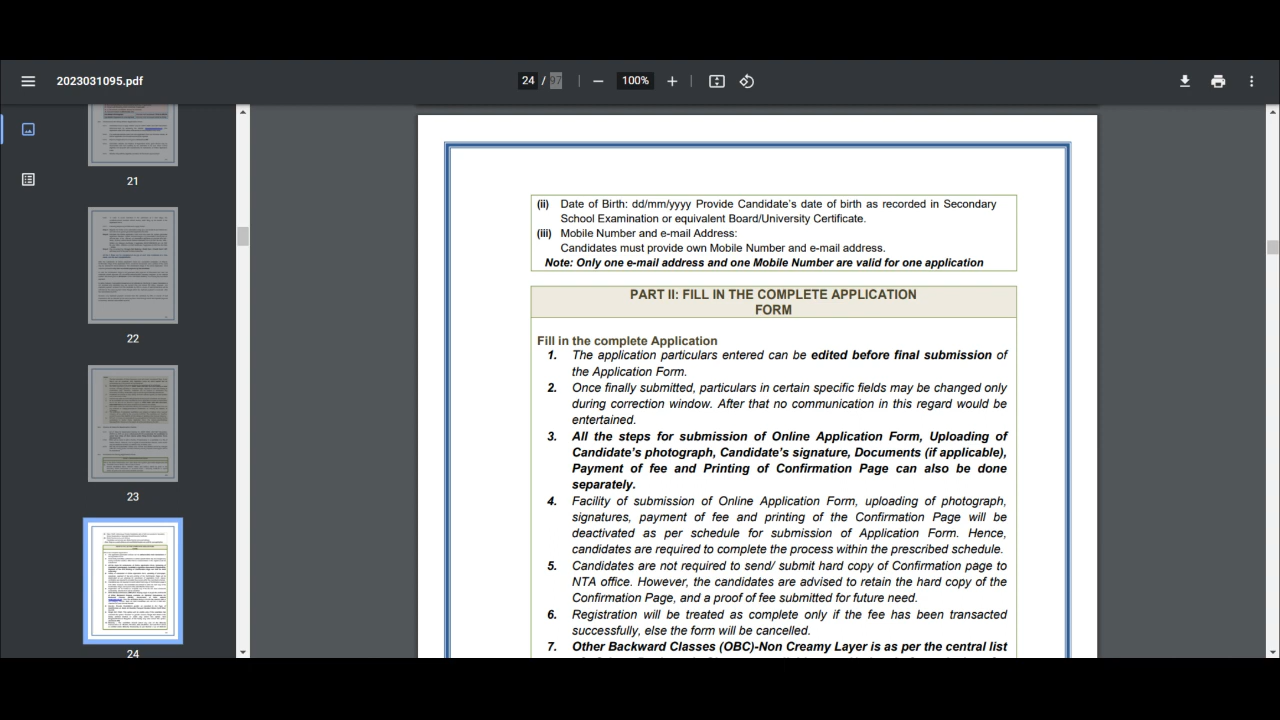 2023031095.pdf
24 / 97
100%
21
22
23
24
(ii) Date of Birth: dd/mm/yyyy Provide Candidate's date of birth as recorded in Secondary
School Examination or equivalent Board/University Certificate.
(iii) Mobile Number and e-mail Address:
Candidates must provide own Mobile Number and e-mail address.
Note: Only one e-mail address and one Mobile Number are valid for one application
PART II: FILL IN THE COMPLETE APPLICATION
FORM
Fill in the complete Application
1. The application particulars entered can be edited before final submission of
the Application Form.
2. Once finally submitted, particulars in certain specific fields may be changed only
during correction window. After that no communication in this regard would be
entertained.
3. All the steps for submission of Online Application Form, Uploading of
Candidate's photograph, Candidate's signature, Documents (if applicable),
Payment of fee and Printing of Confirmation Page can also be done
separately.
4. Facility of submission of Online Application Form, uploading of photograph,
signatures, payment of fee and printing of the Confirmation Page will be
deactivated as per schedule for submission of Application Form. Hence,
candidates are required to complete the process within the prescribed schedule.
5. Candidates are not required to send/ submit hard copy of Confirmation page to
NTA office. However, the candidates are advised to retain the hard copy of the
Confirmation Page, and a proof of fee submitted for future need.
6. Registration will be treated as complete only if the fee has been transacted
successfully, else the form will be cancelled.
7. Other Backward Classes (OBC)-Non Creamy Layer is as per the central list